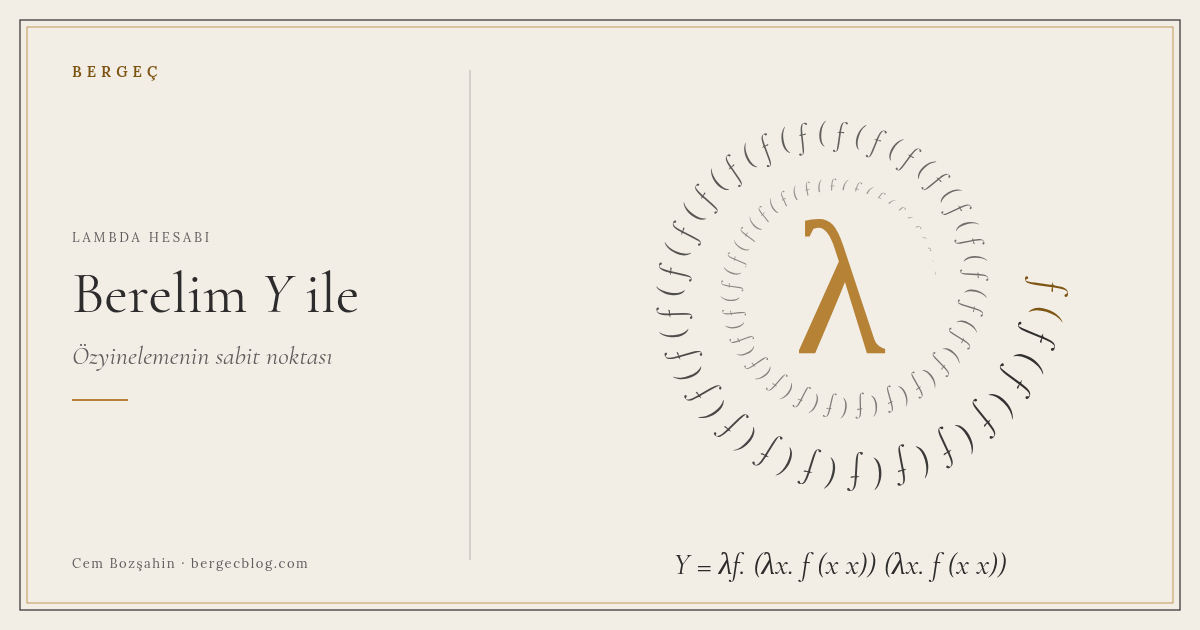 BERGEÇ
LAMBDA HESABI
Berelim Y ile
Özyinelemenin sabit noktası
Cem Bozşahin · bergecblog.com
λ
Y = λf. (λx. f (x x)) (λx. f (x x))